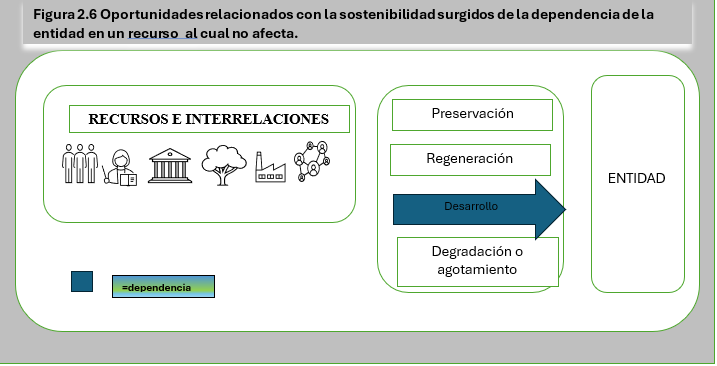 Figura 2.6 Oportunidades relacionados con la sostenibilidad surgidos de la dependencia de la
entidad en un recurso al cual no afecta.
RECURSOS E INTERRELACIONES
Preservación
Regeneración
Desarrollo
Degradación o
agotamiento
ENTIDAD
=dependencia